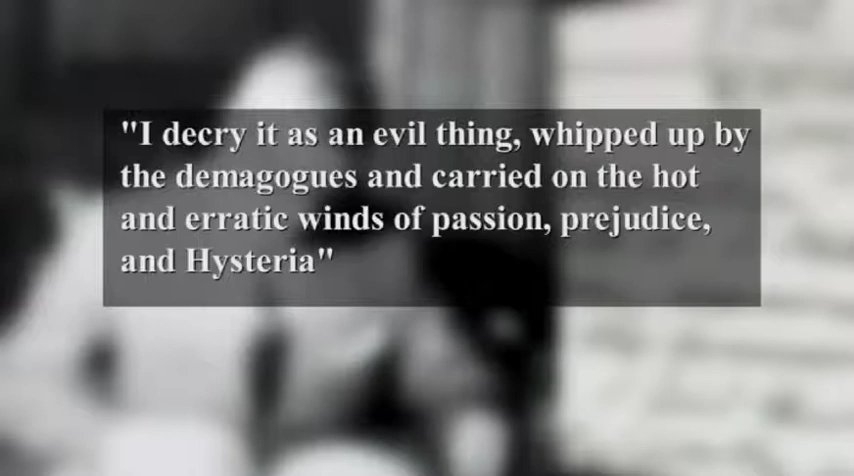 "I decry it as an evil thing, whipped up by
the demagogues and carried on the hot
and erratic winds of passion, prejudice,
and Hysteria"